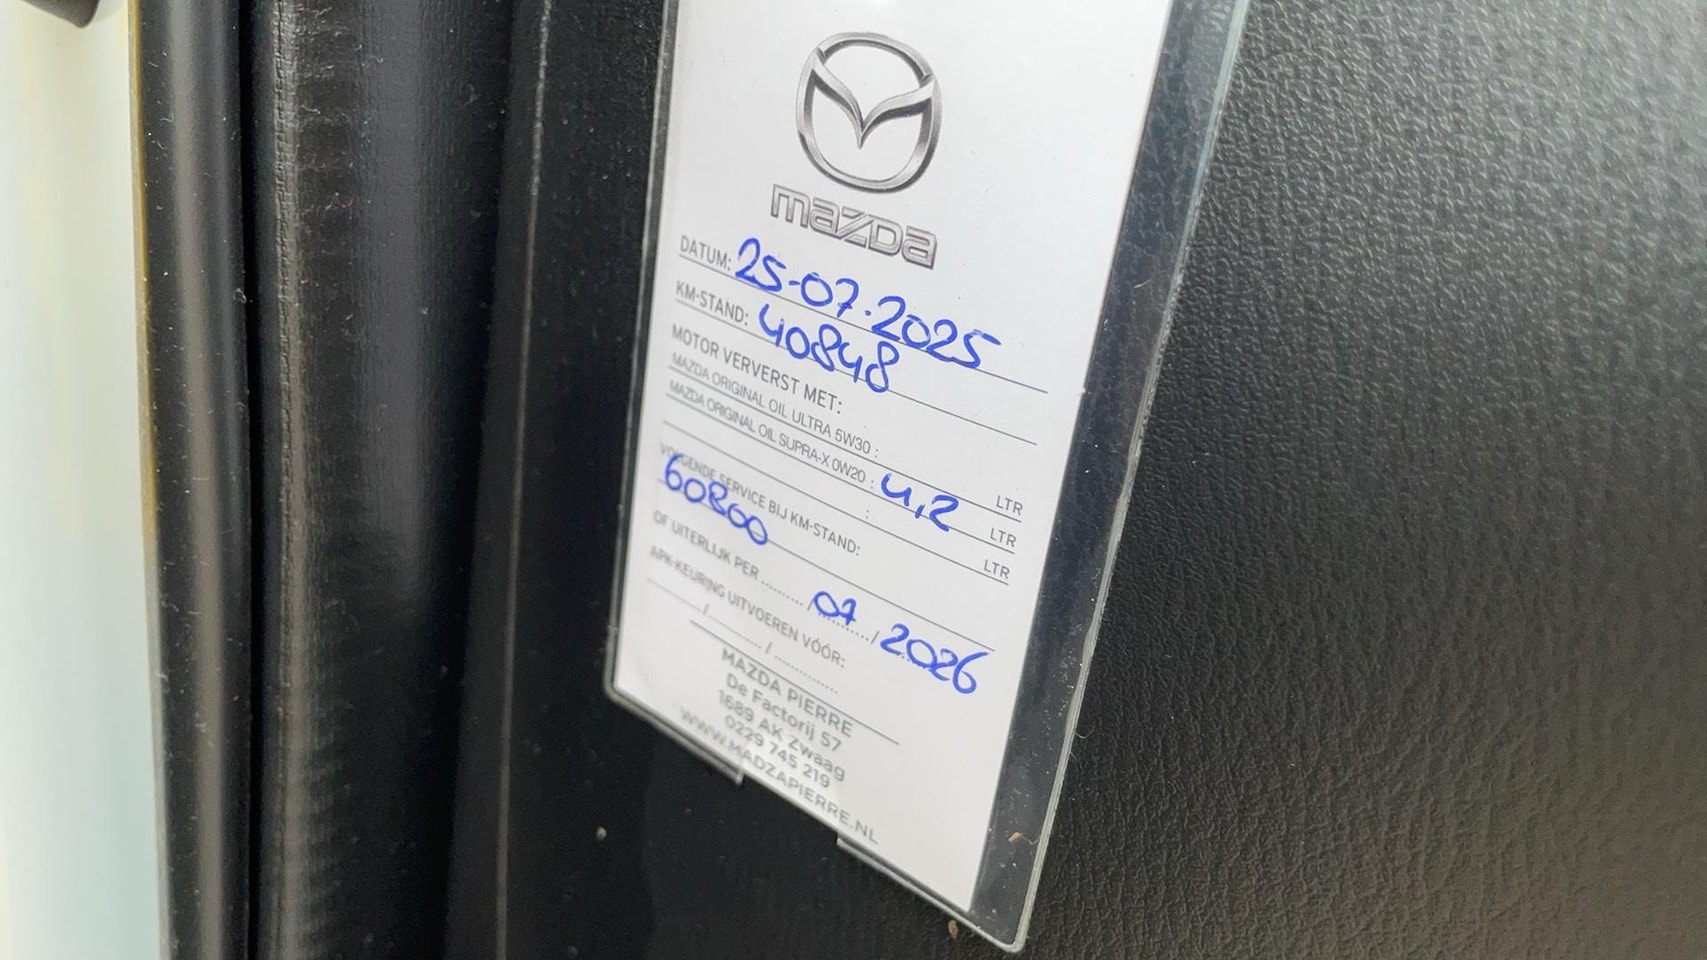 mazda
DATUM: 25-07-2025
KM-STAND: 40848
MOTOR VERVERST MET:
MAZDA ORIGINAL OIL ULTRA 5W30 : LTR
MAZDA ORIGINAL OIL SUPRA-X 0W20 : 4,2 LTR
: LTR
VOLGENDE SERVICE BIJ KM-STAND:
60800
OF UITERLIJK PER ......../07/2026
APK-KEURING UITVOEREN VÓÓR:
........../........../..........
MAZDA PIERRE
De Factorij 57
1689 AK Zwaag
0229 745 219
WWW.MADZAPIERRE.NL